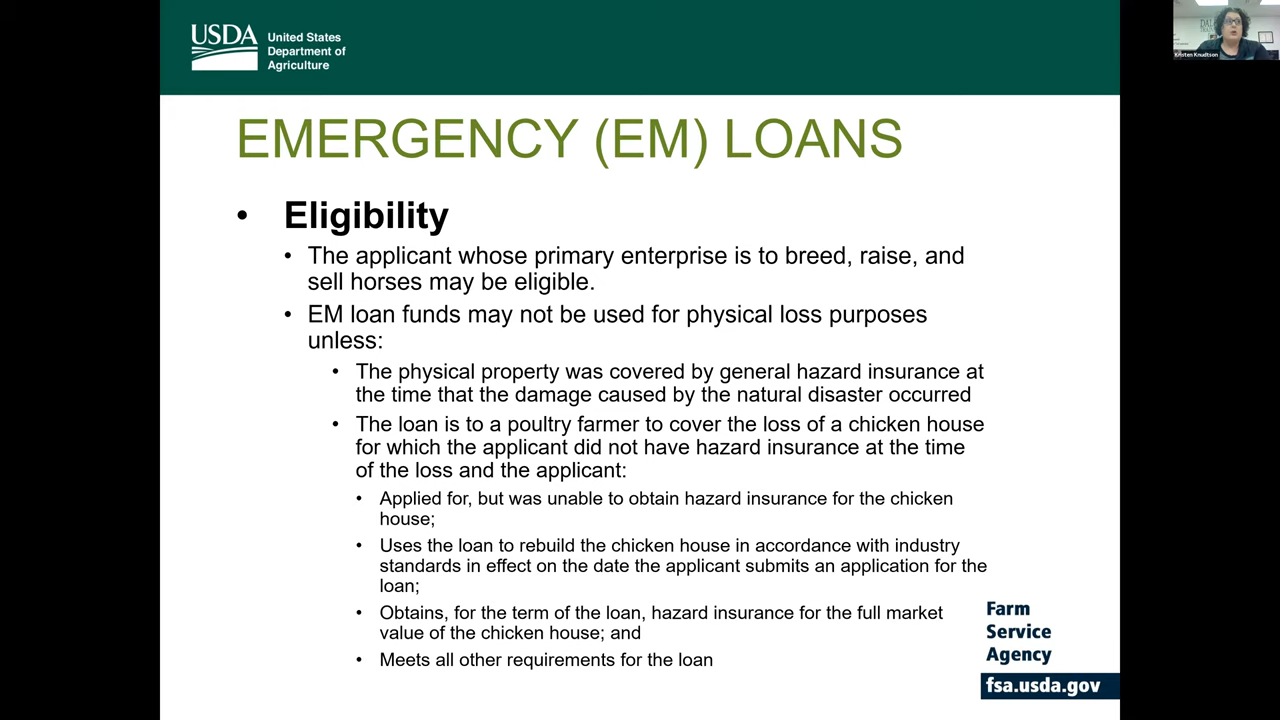 USDA
United States
Department of
Agriculture
Kristen Knudtson
EMERGENCY (EM) LOANS
• Eligibility
• The applicant whose primary enterprise is to breed, raise, and
sell horses may be eligible.
• EM loan funds may not be used for physical loss purposes
unless:
• The physical property was covered by general hazard insurance at
the time that the damage caused by the natural disaster occurred
• The loan is to a poultry farmer to cover the loss of a chicken house
for which the applicant did not have hazard insurance at the time
of the loss and the applicant:
• Applied for, but was unable to obtain hazard insurance for the chicken
house;
• Uses the loan to rebuild the chicken house in accordance with industry
standards in effect on the date the applicant submits an application for the
loan;
• Obtains, for the term of the loan, hazard insurance for the full market
value of the chicken house; and
• Meets all other requirements for the loan
Farm
Service
Agency
fsa.usda.gov